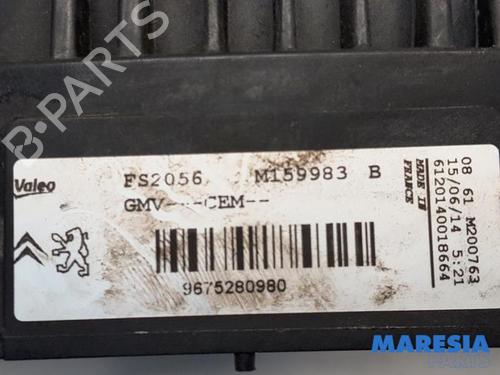 B-PARTS
Valeo
FS2056 M159983 B
GMV---CEM--
9675280980
MADE IN
FRANCE
08 61 M200763
15/06/14 5:21
6120140018664
MARESIA
PARTS